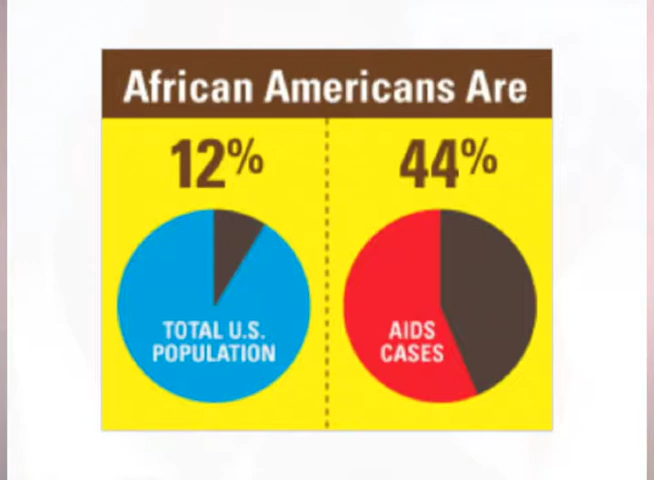 African Americans Are
12%
44%
TOTAL U.S.
POPULATION
AIDS
CASES